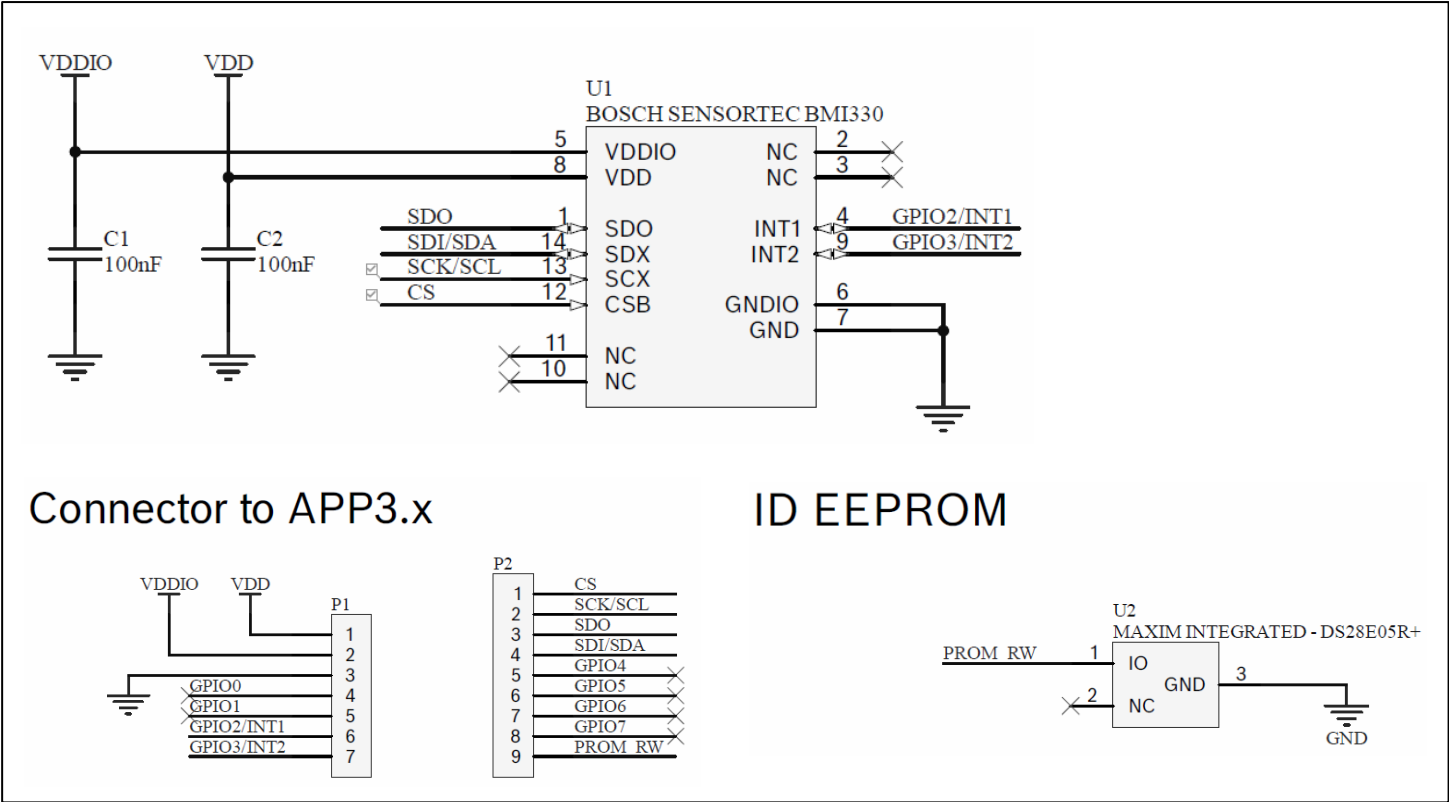 VDDIO VDD
U1
BOSCH SENSORTEC BMI330
5 VDDIO NC 2
8 VDD NC 3
SDO 1 SDO INT1 4 GPIO2/INT1
SDI/SDA 14 SDX INT2 9 GPIO3/INT2
SCK/SCL 13 SCX
CS 12 CSB GNDIO 6
GND 7
C1 C2
100nF 100nF
11 NC
10 NC
Connector to APP3.x
ID EEPROM
VDDIO VDD
P1
1
2
3
GPIO0 4
GPIO1 5
GPIO2/INT1 6
GPIO3/INT2 7
P2
1 CS
2 SCK/SCL
3 SDO
4 SDI/SDA
5 GPIO4
6 GPIO5
7 GPIO6
8 GPIO7
9 PROM_RW
U2
MAXIM INTEGRATED - DS28E05R+
PROM_RW 1 IO
GND 3
2 NC
GND